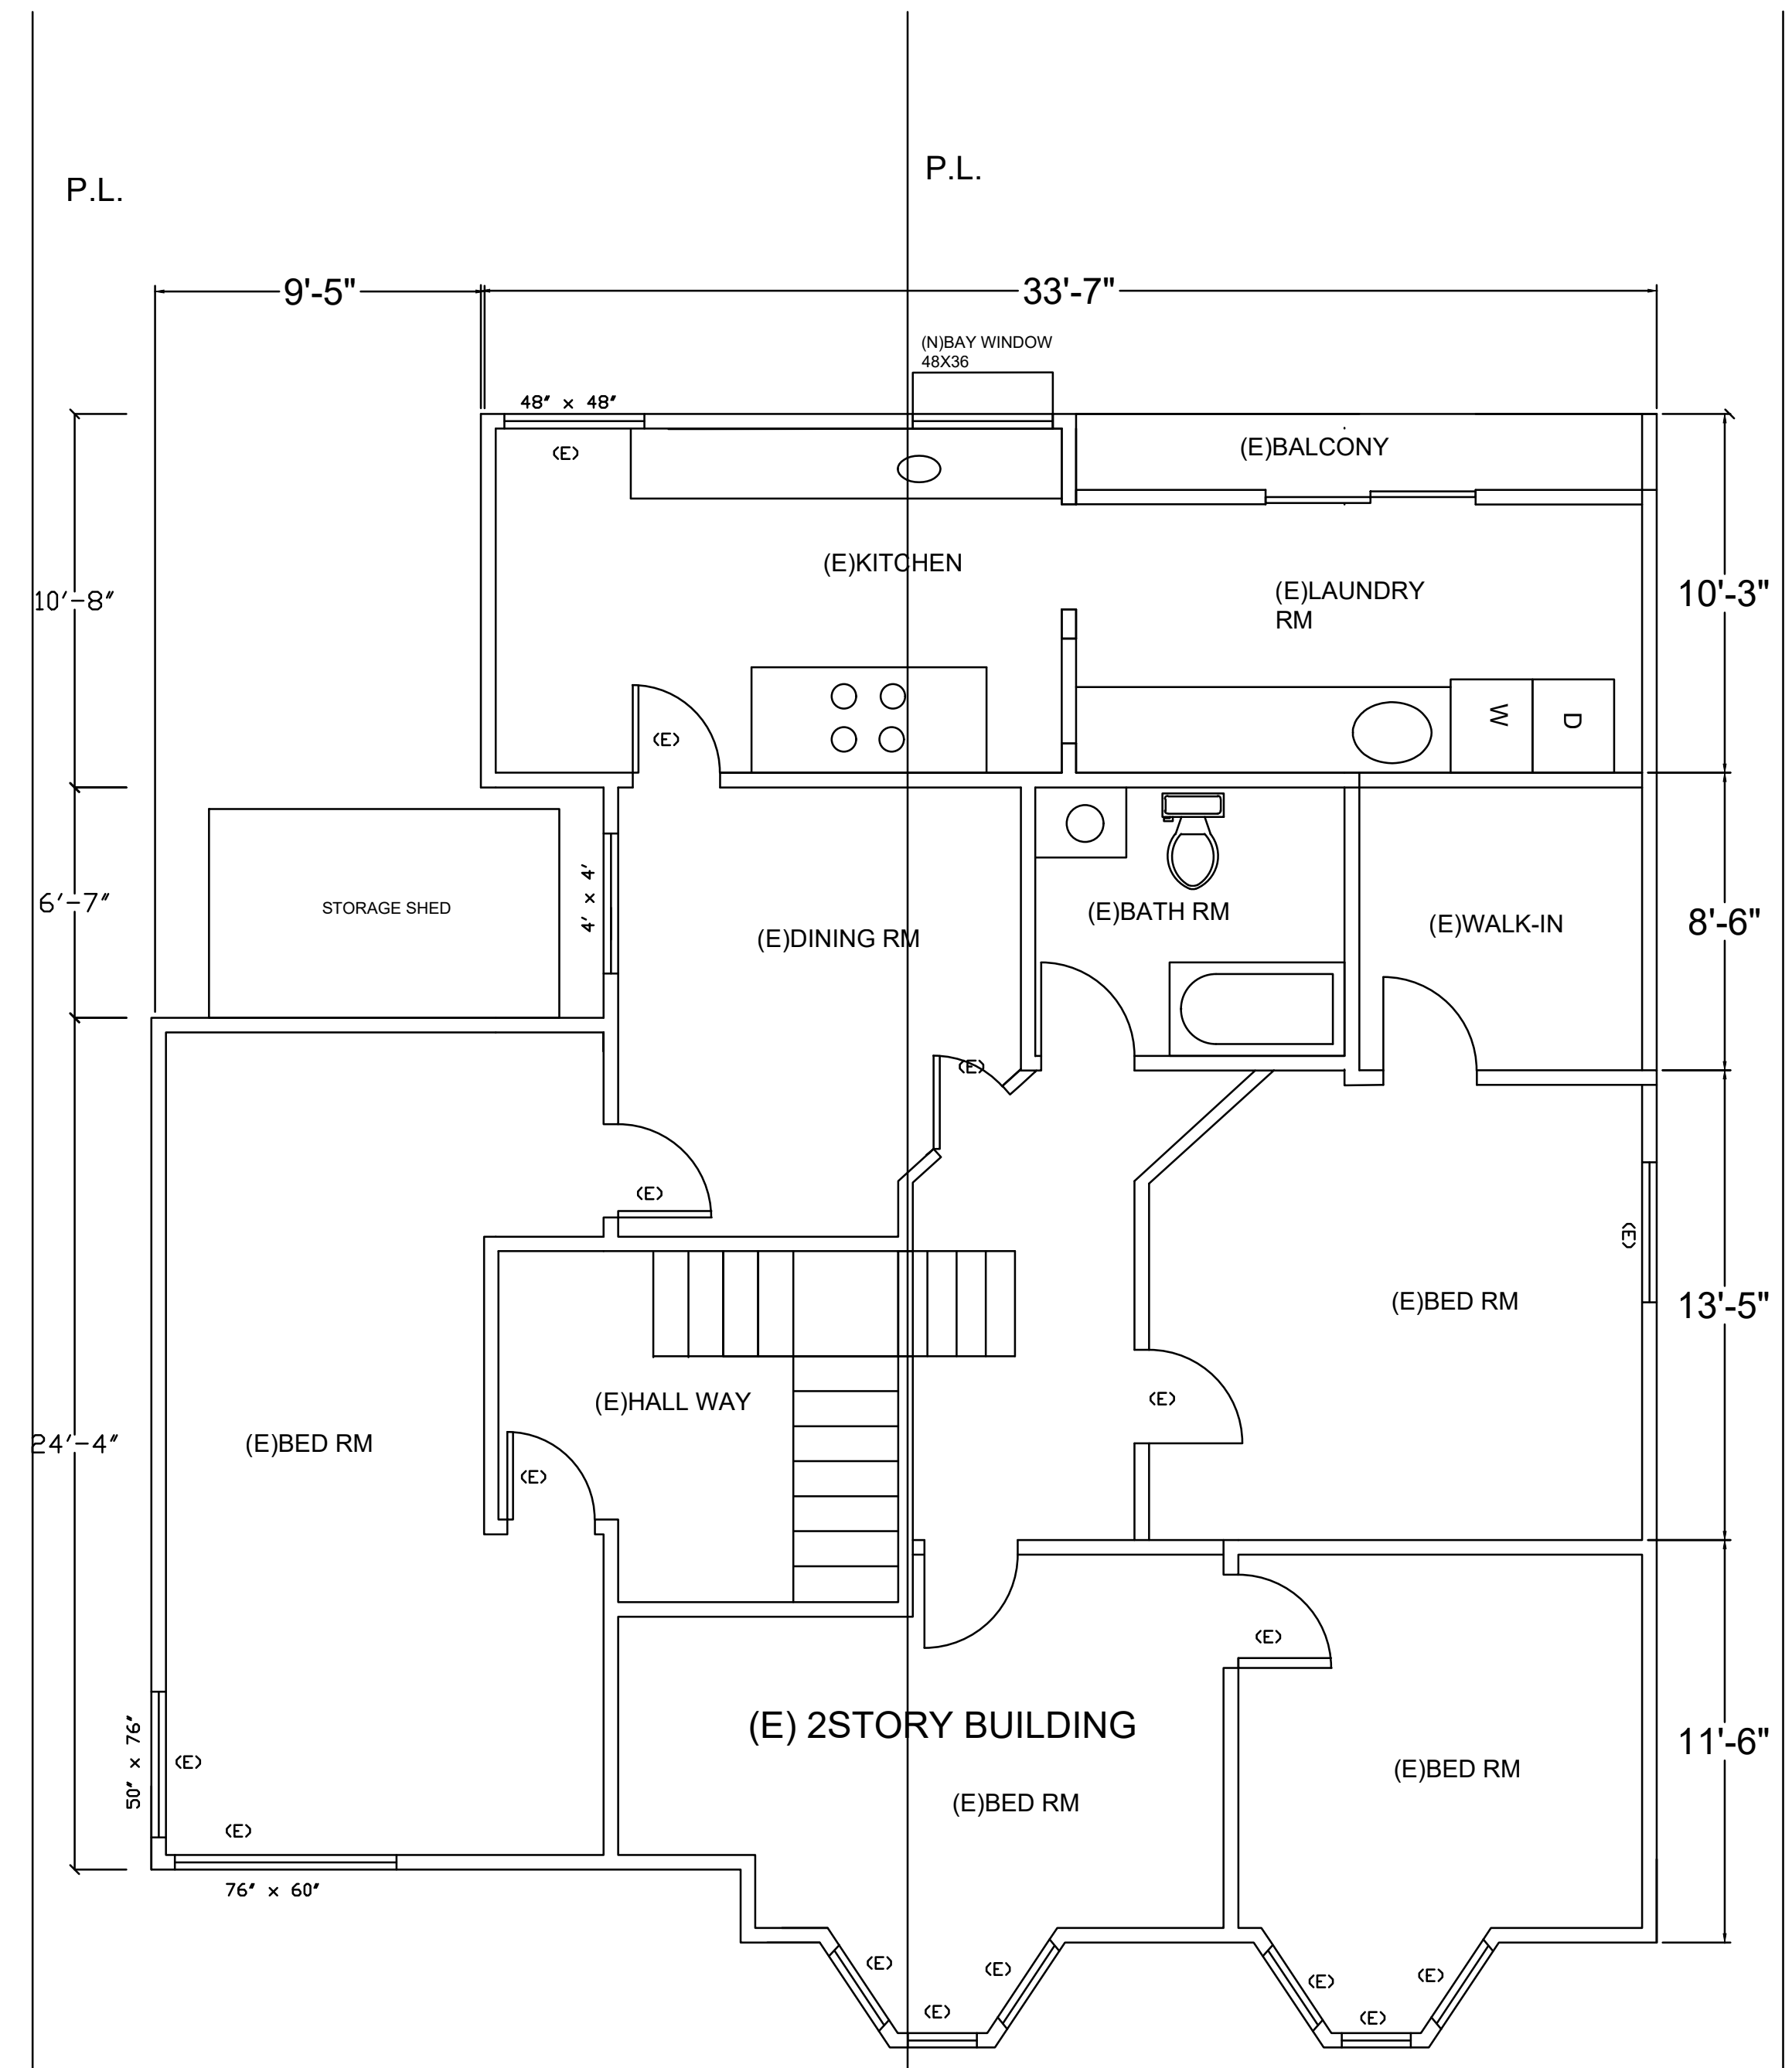 P.L.
P.L.
9'-5"
33'-7"
(N)BAY WINDOW
48X36
48" x 48"
(E)
(E)BALCONY
(E)KITCHEN
(E)LAUNDRY
RM
10'-8"
10'-3"
W
D
(E)
6'-7"
STORAGE SHED
4' x 4'
(E)DINING RM
(E)BATH RM
(E)WALK-IN
8'-6"
(E)
(E)
(E)
(E)BED RM
13'-5"
(E)HALL WAY
(E)
24'-4"
(E)BED RM
(E)
(E)
(E) 2STORY BUILDING
11'-6"
50" x 76"
(E)
(E)BED RM
(E)BED RM
(E)
76" x 60"
(E)
(E)
(E)
(E)
(E)
(E)